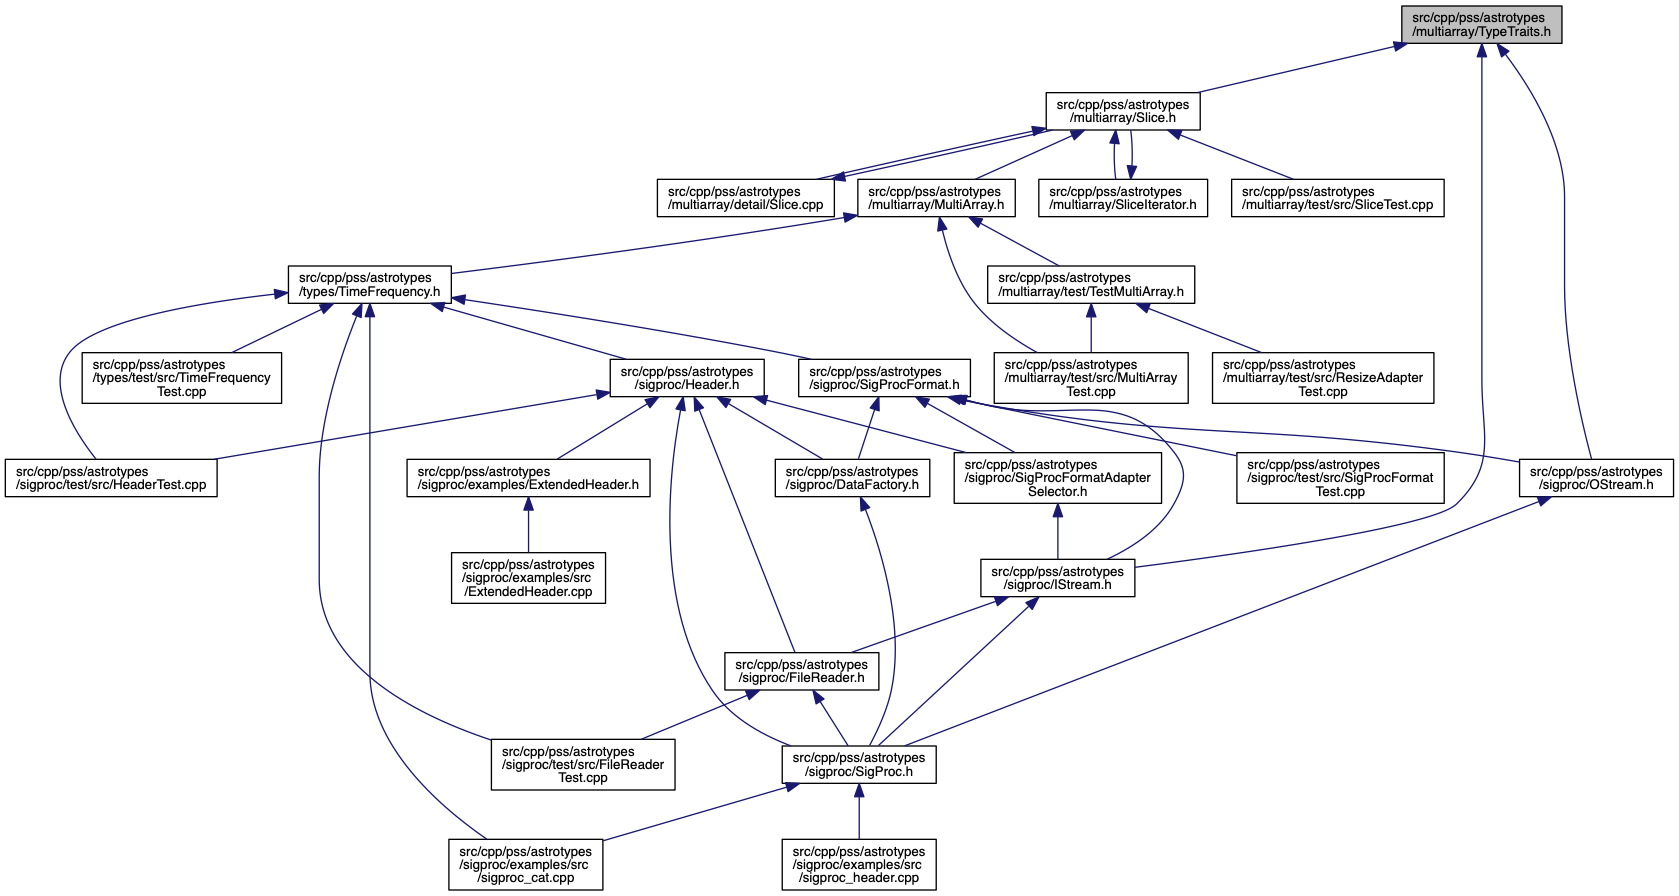 src/cpp/pss/astrotypes
/multiarray/TypeTraits.h
src/cpp/pss/astrotypes
/multiarray/Slice.h
src/cpp/pss/astrotypes
/multiarray/detail/Slice.cpp
src/cpp/pss/astrotypes
/multiarray/MultiArray.h
src/cpp/pss/astrotypes
/multiarray/SliceIterator.h
src/cpp/pss/astrotypes
/multiarray/test/src/SliceTest.cpp
src/cpp/pss/astrotypes
/types/TimeFrequency.h
src/cpp/pss/astrotypes
/multiarray/test/TestMultiArray.h
src/cpp/pss/astrotypes
/types/test/src/TimeFrequency
Test.cpp
src/cpp/pss/astrotypes
/sigproc/Header.h
src/cpp/pss/astrotypes
/sigproc/SigProcFormat.h
src/cpp/pss/astrotypes
/multiarray/test/src/MultiArray
Test.cpp
src/cpp/pss/astrotypes
/multiarray/test/src/ResizeAdapter
Test.cpp
src/cpp/pss/astrotypes
/sigproc/test/src/HeaderTest.cpp
src/cpp/pss/astrotypes
/sigproc/examples/ExtendedHeader.h
src/cpp/pss/astrotypes
/sigproc/DataFactory.h
src/cpp/pss/astrotypes
/sigproc/SigProcFormatAdapter
Selector.h
src/cpp/pss/astrotypes
/sigproc/test/src/SigProcFormat
Test.cpp
src/cpp/pss/astrotypes
/sigproc/OStream.h
src/cpp/pss/astrotypes
/sigproc/examples/src
/ExtendedHeader.cpp
src/cpp/pss/astrotypes
/sigproc/IStream.h
src/cpp/pss/astrotypes
/sigproc/FileReader.h
src/cpp/pss/astrotypes
/sigproc/test/src/FileReader
Test.cpp
src/cpp/pss/astrotypes
/sigproc/SigProc.h
src/cpp/pss/astrotypes
/sigproc/examples/src
/sigproc_cat.cpp
src/cpp/pss/astrotypes
/sigproc/examples/src
/sigproc_header.cpp